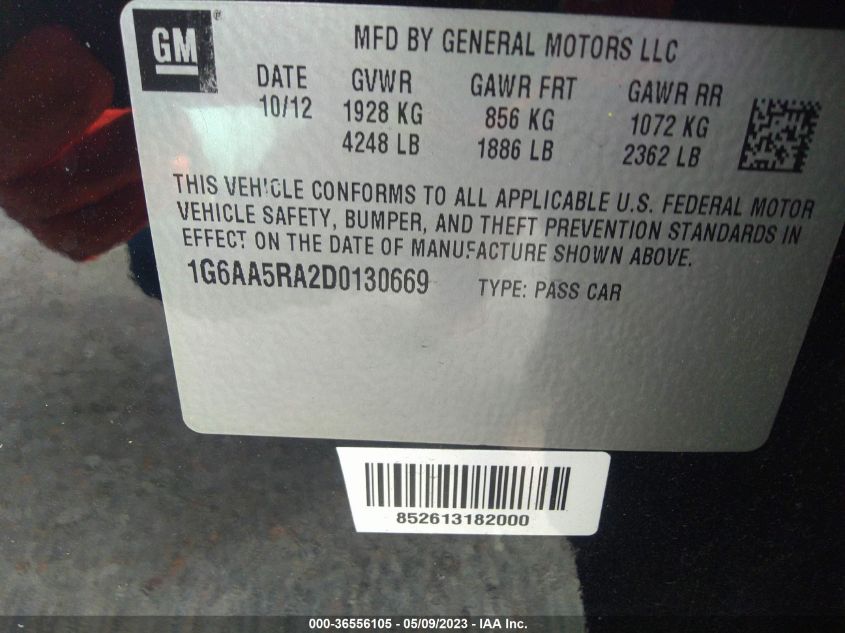 GM
MFD BY GENERAL MOTORS LLC
DATE GVWR GAWR FRT GAWR RR
10/12 1928 KG 856 KG 1072 KG
4248 LB 1886 LB 2362 LB
THIS VEHICLE CONFORMS TO ALL APPLICABLE U.S. FEDERAL MOTOR
VEHICLE SAFETY, BUMPER, AND THEFT PREVENTION STANDARDS IN
EFFECT ON THE DATE OF MANUFACTURE SHOWN ABOVE.
1G6AA5RA2D0130669 TYPE: PASS CAR
852613182000
000-36556105 - 05/09/2023 - IAA Inc.